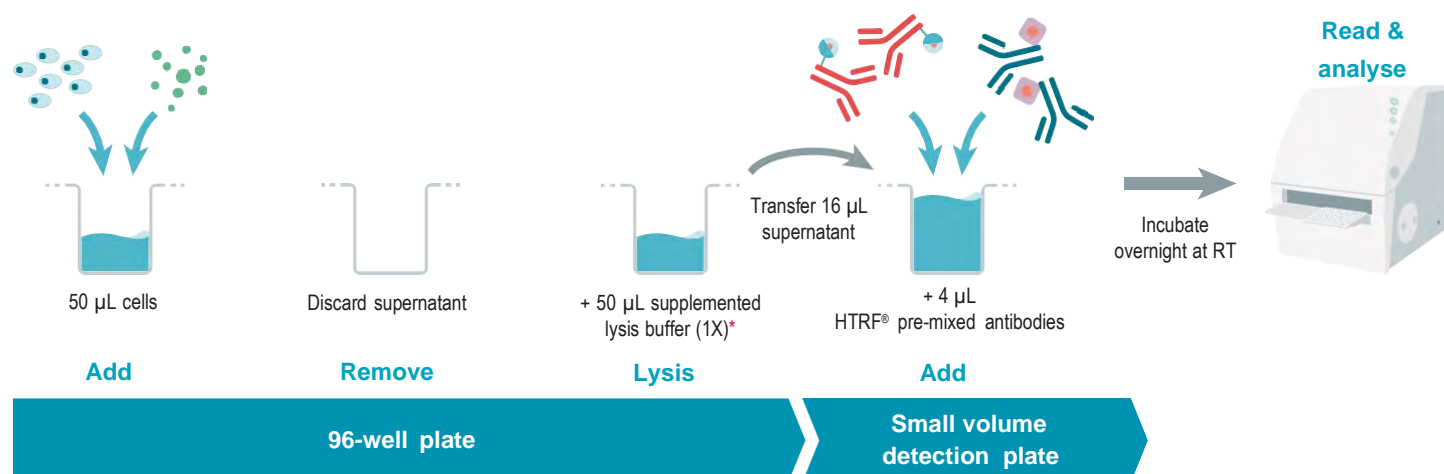 Read &
analyse
Transfer 16 µL
supernatant
Incubate
overnight at RT
50 µL cells
Discard supernatant
+ 50 µL supplemented
lysis buffer (1X)*
+ 4 µL
HTRF® pre-mixed antibodies
Add
Remove
Lysis
Add
96-well plate
Small volume
detection plate